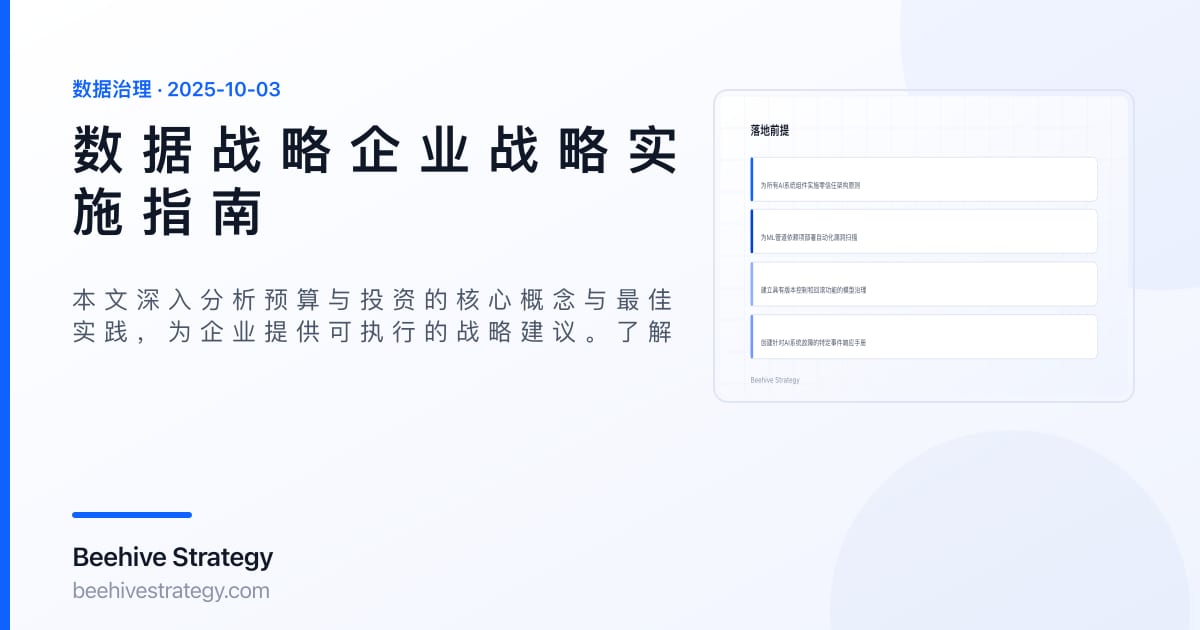 数据治理 · 2025-10-03
数据战略企业战略实
施指南
本文深入分析预算与投资的核心概念与最佳
实践，为企业提供可执行的战略建议。了解
Beehive Strategy
beehivestrategy.com
落地前提
为所有AI系统组件实施零信任架构原则
为ML管道依赖项部署自动化漏洞扫描
建立具有版本控制和回滚功能的模型治理
创建针对AI系统故障的特定事件响应手册
Beehive Strategy